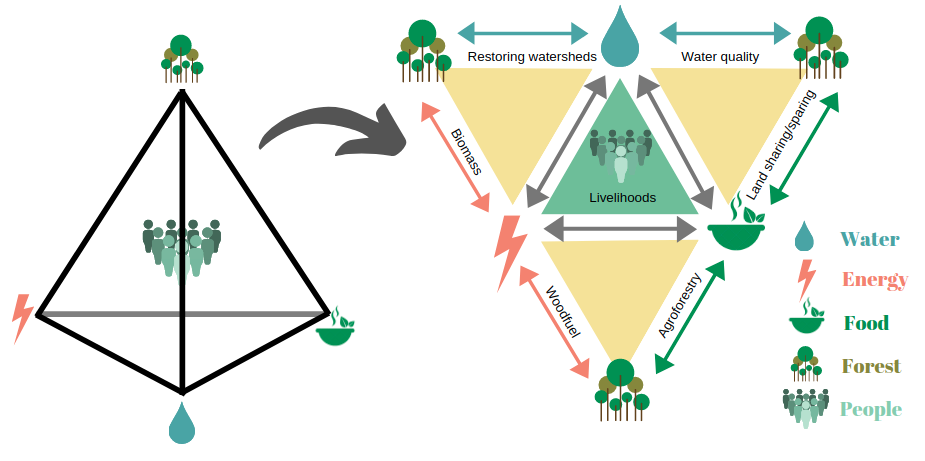 Restoring watersheds
Water quality
Biomass
Land sharing/sparing
Livelihoods
Woodfuel
Agroforestry
Water
Energy
Food
Forest
People